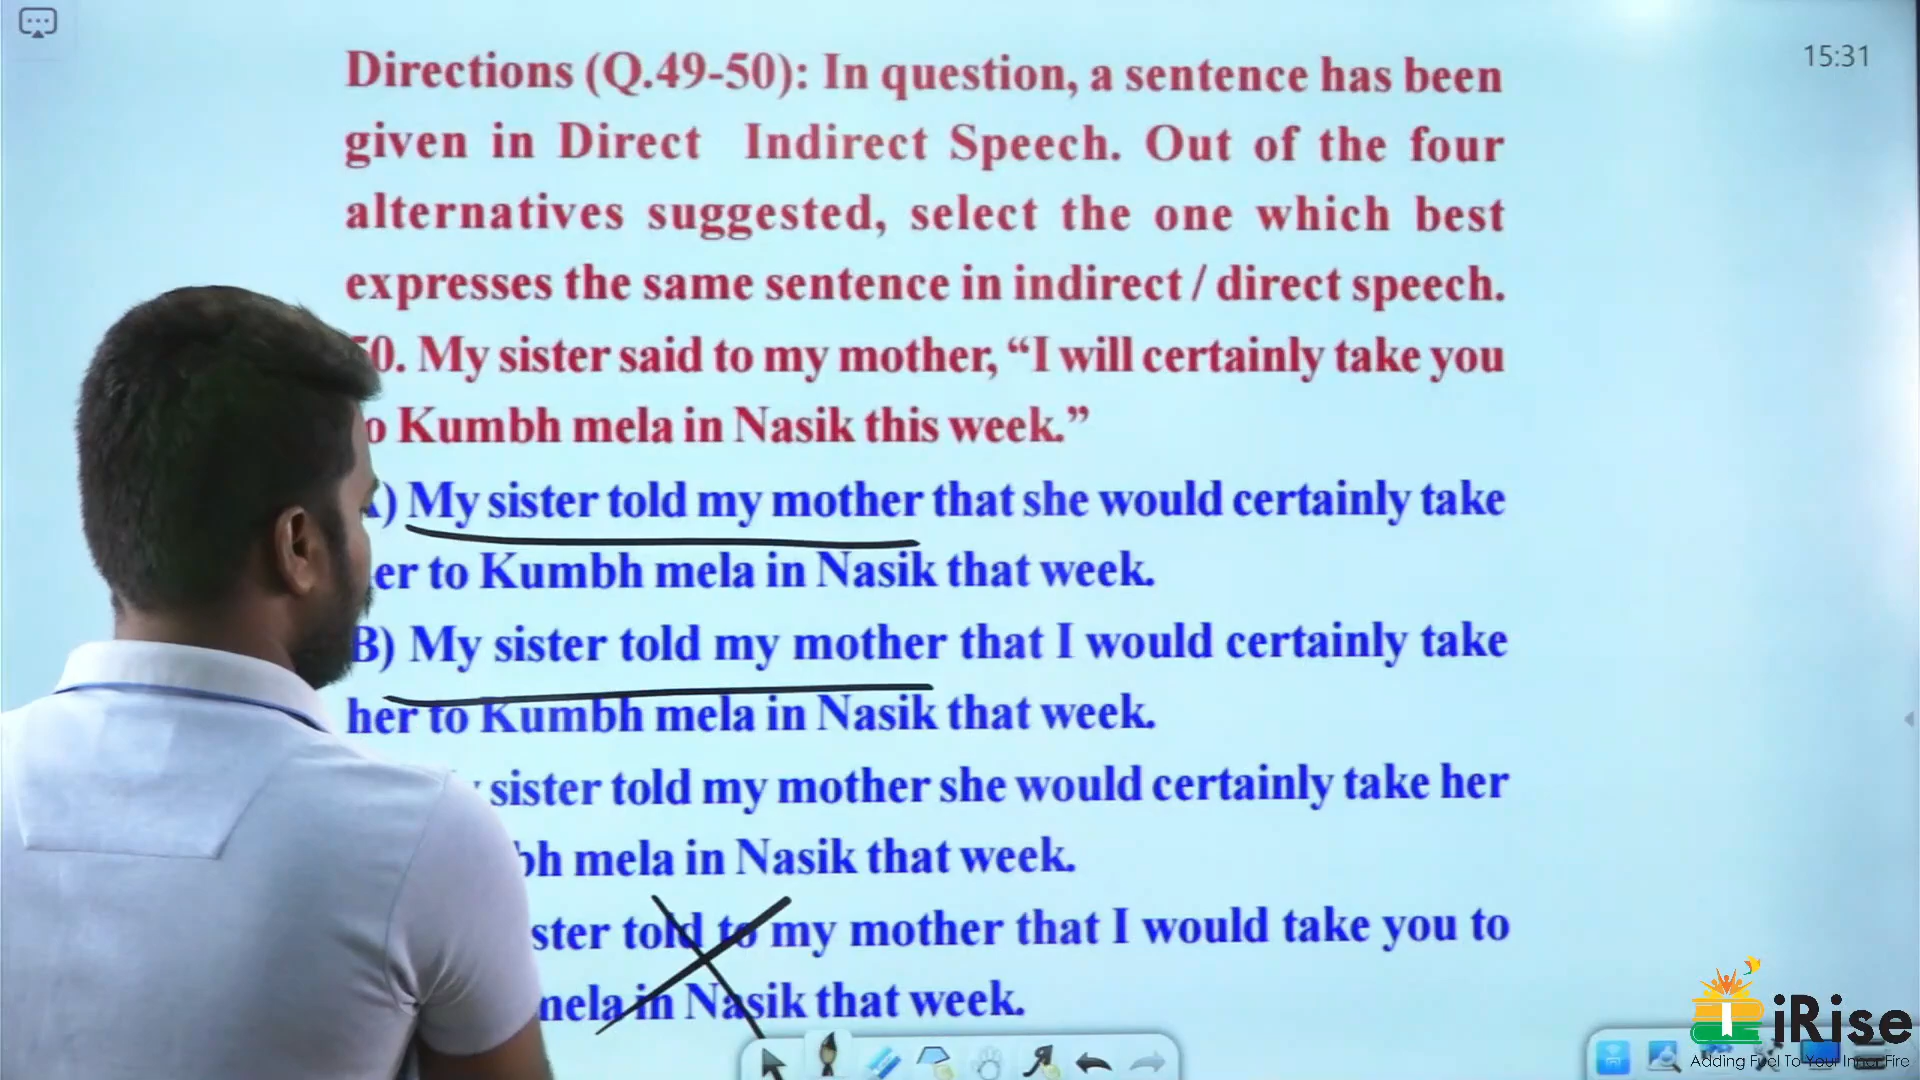 15:31
Directions (Q.49-50): In question, a sentence has been
given in Direct Indirect Speech. Out of the four
alternatives suggested, select the one which best
expresses the same sentence in indirect / direct speech.
50. My sister said to my mother, “I will certainly take you
to Kumbh mela in Nasik this week.”
A) My sister told my mother that she would certainly take
her to Kumbh mela in Nasik that week.
B) My sister told my mother that I would certainly take
her to Kumbh mela in Nasik that week.
sister told my mother she would certainly take her
mela in Nasik that week.
told to my mother that I would take you to
mela in Nasik that week.
iRise
Adding Fuel To Your Inner Fire